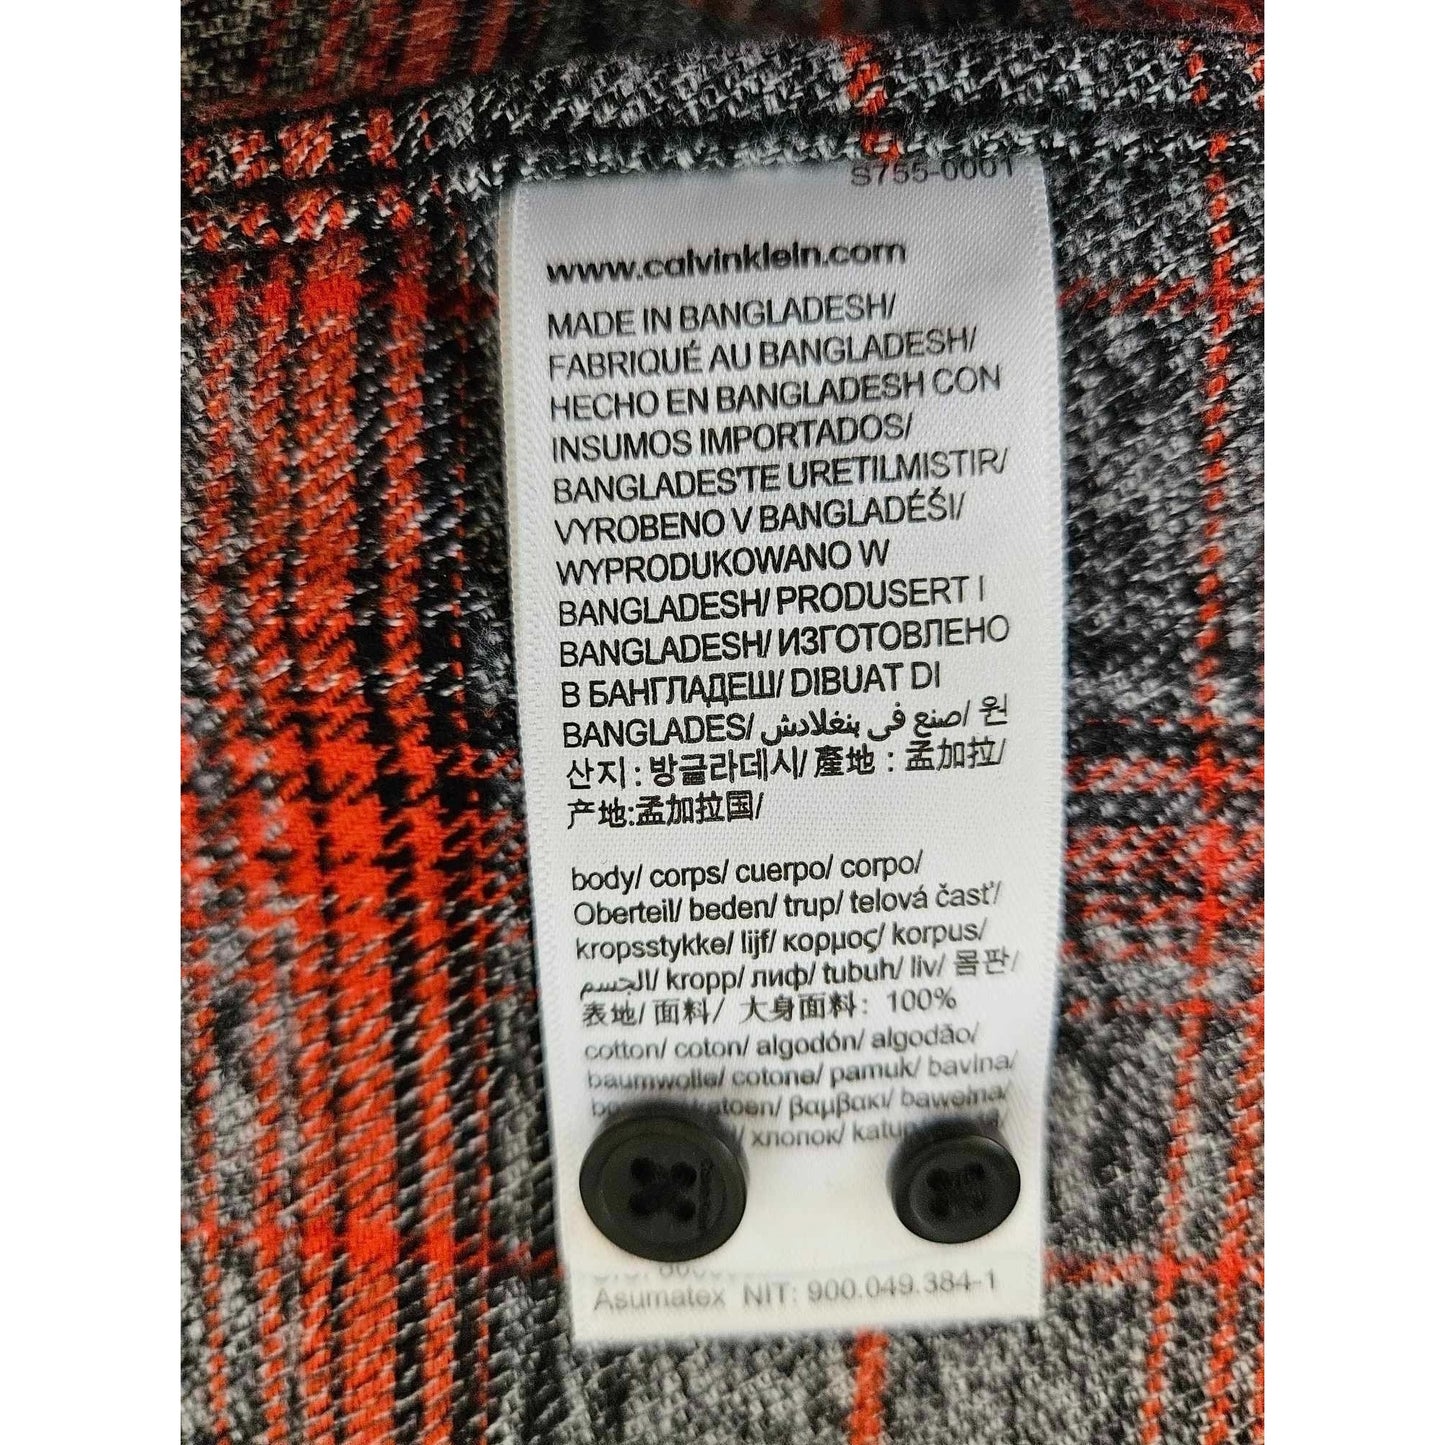 S755-0001
www.calvinklein.com
MADE IN BANGLADESH/
FABRIQUÉ AU BANGLADESH/
HECHO EN BANGLADESH CON
INSUMOS IMPORTADOS/
BANGLADES'TE URETILMISTIR/
VYROBENO V BANGLADÉŠI/
WYPRODUKOWANO W
BANGLADESH/ PRODUSERT I
BANGLADESH/ ИЗГОТОВЛЕНО
В БАНГЛАДЕШ/ DIBUAT DI
BANGLADES/ صنع في بنغلادش/ 원
산지 : 방글라데시/ 產地 : 孟加拉/
产地:孟加拉国/
body/ corps/ cuerpo/ corpo/
Oberteil/ beden/ trup/ telová časť/
kropsstykke/ lijf/ κορμος/ korpus/
الجسم/ kropp/ лиф/ tubuh/ liv/ 몸판/
表地/ 面料/ 大身面料: 100%
cotton/ coton/ algodón/ algodão/
baumwolle/ cotone/ pamuk/ bavlna/
katoen/ βαμβακι/ bawełna/
хлопок/
Asumatex NIT: 900.049.384-1